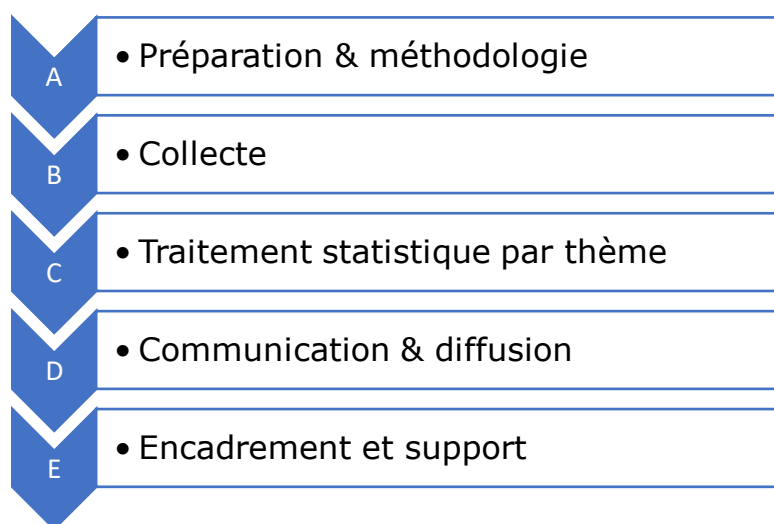 A
• Préparation & méthodologie
B
• Collecte
C
• Traitement statistique par thème
D
• Communication & diffusion
E
• Encadrement et support